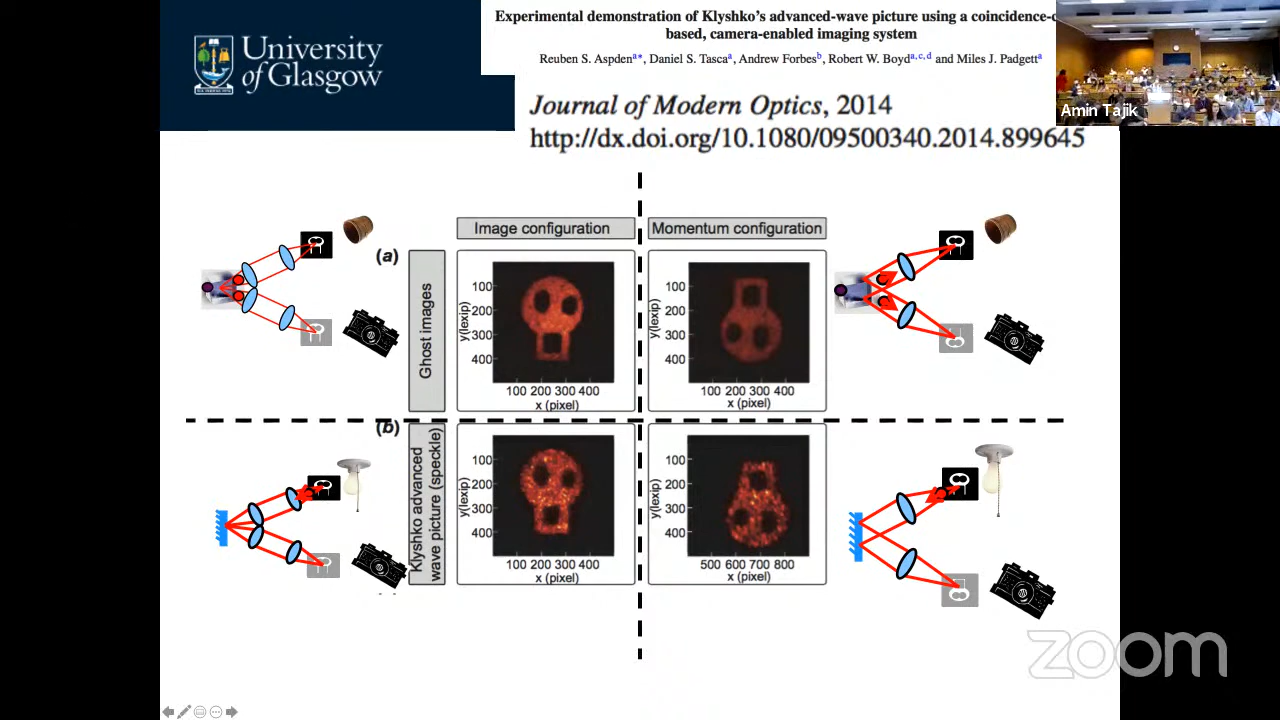 University
of Glasgow
Experimental demonstration of Klyshko's advanced-wave picture using a coincidence-
based, camera-enabled imaging system
Reuben S. Aspden a*, Daniel S. Tasca a, Andrew Forbes b, Robert W. Boyd a,c,d and Miles J. Padgett a
Journal of Modern Optics, 2014
http://dx.doi.org/10.1080/09500340.2014.899645
Amin Tajik
Image configuration
Momentum configuration
(a)
Ghost images
y(lexip)
100
200
300
400
100 200 300 400
x (pixel)
y(lexip)
100
200
300
400
100 200 300 400
x (pixel)
(b)
Klyshko advanced
wave picture (speckle)
y(lexip)
100
200
300
400
100 200 300 400
x (pixel)
y(lexip)
100
200
300
400
500 600 700 800
x (pixel)
zoom